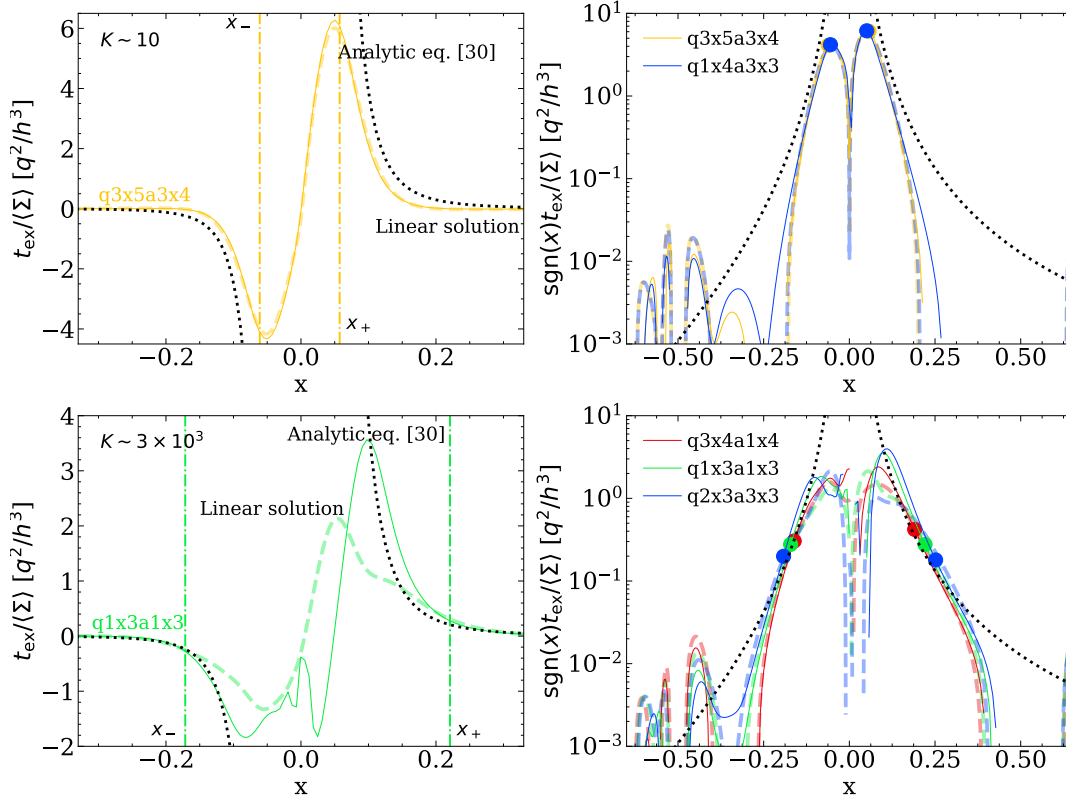 K ~ 10
x₋
Analytic eq. [30]
q3x5a3x4
Linear solution
x₊
t_ex/⟨Σ⟩ [q²/h³]
6
4
2
0
−2
−4
−0.2
0.0
0.2
x
q3x5a3x4
q1x4a3x3
sgn(x)t_ex/⟨Σ⟩ [q²/h³]
10¹
10⁰
10⁻¹
10⁻²
10⁻³
−0.50
−0.25
0.00
0.25
0.50
x
K ~ 3 × 10³
Analytic eq. [30]
Linear solution
q1x3a1x3
x₋
x₊
t_ex/⟨Σ⟩ [q²/h³]
4
3
2
1
0
−1
−2
−0.2
0.0
0.2
x
q3x4a1x4
q1x3a1x3
q2x3a3x3
sgn(x)t_ex/⟨Σ⟩ [q²/h³]
10¹
10⁰
10⁻¹
10⁻²
10⁻³
−0.50
−0.25
0.00
0.25
0.50
x